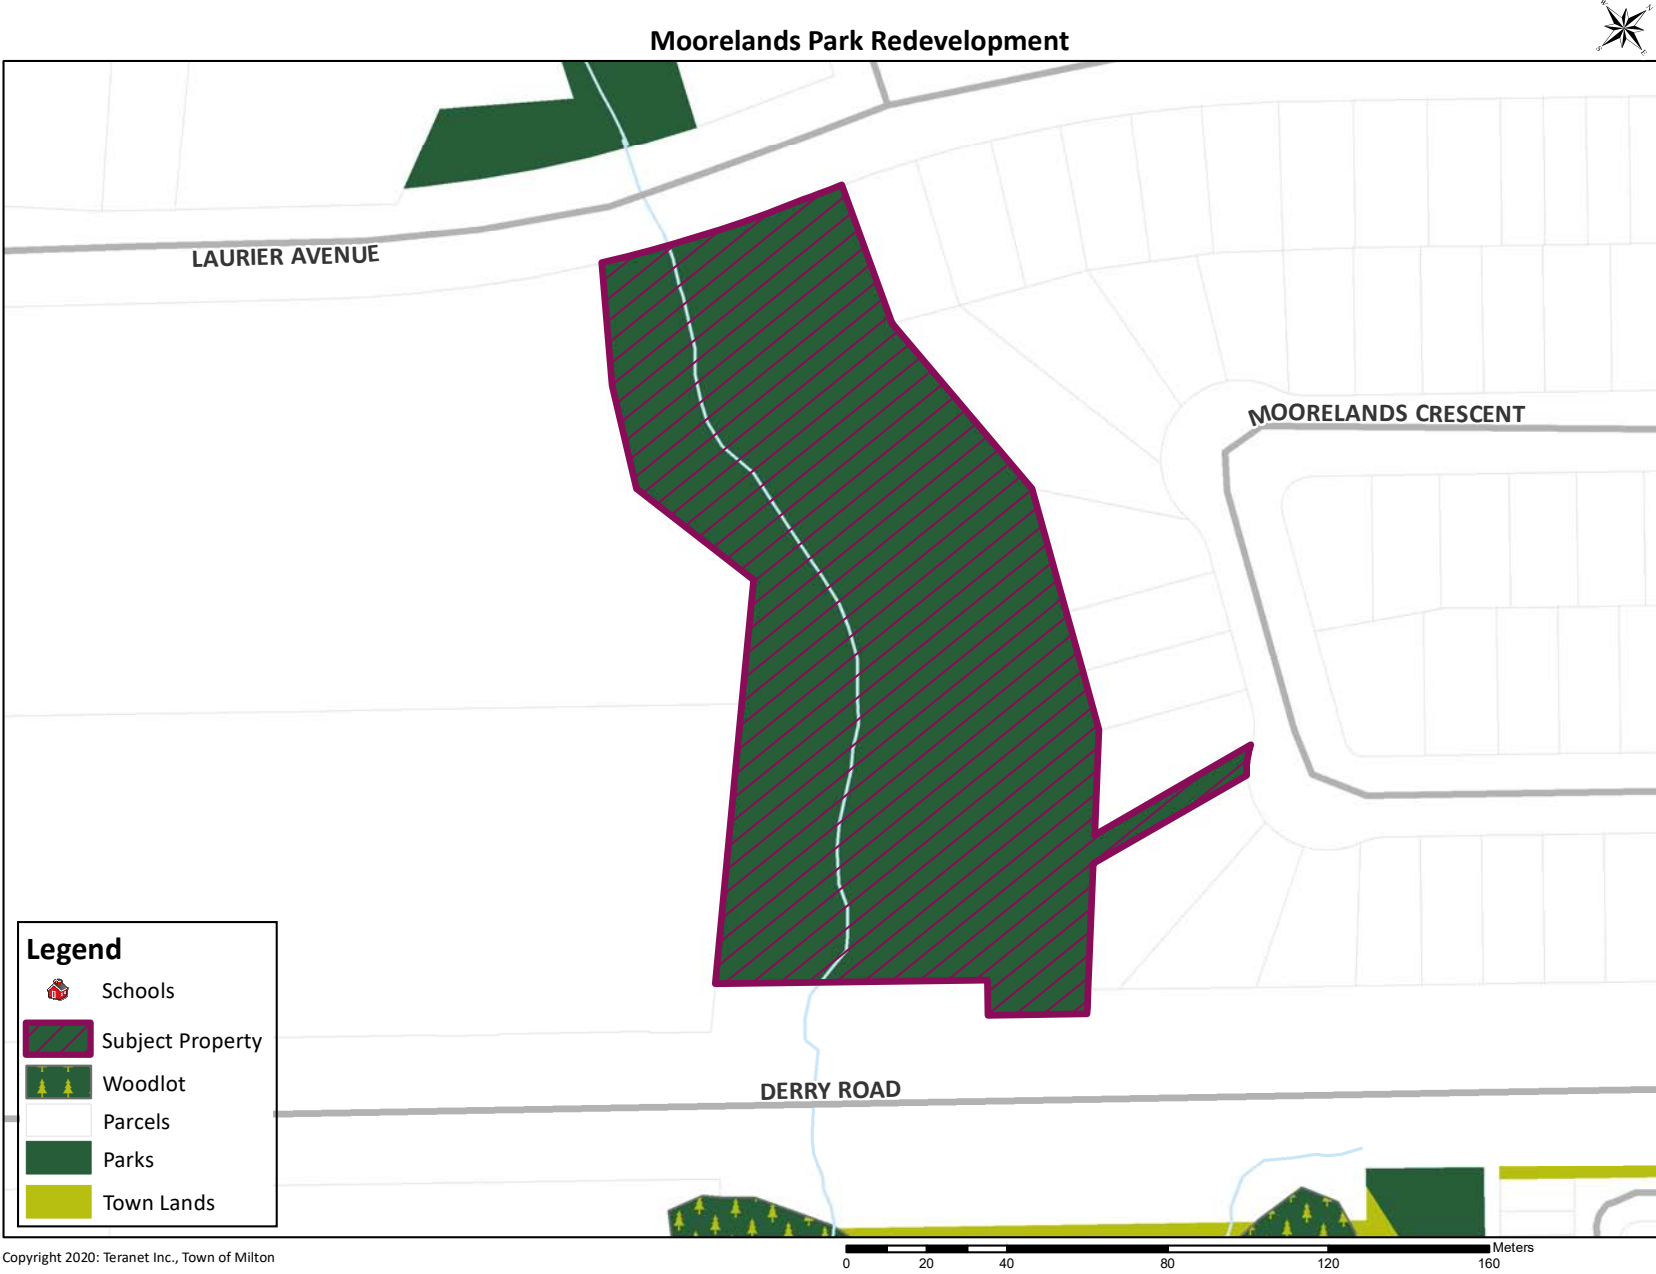 Moorelands Park Redevelopment
W
N
S
E
LAURIER AVENUE
MOORELANDS CRESCENT
DERRY ROAD
Legend
Schools
Subject Property
Woodlot
Parcels
Parks
Town Lands
Copyright 2020: Teranet Inc., Town of Milton
Meters
0 20 40 80 120 160